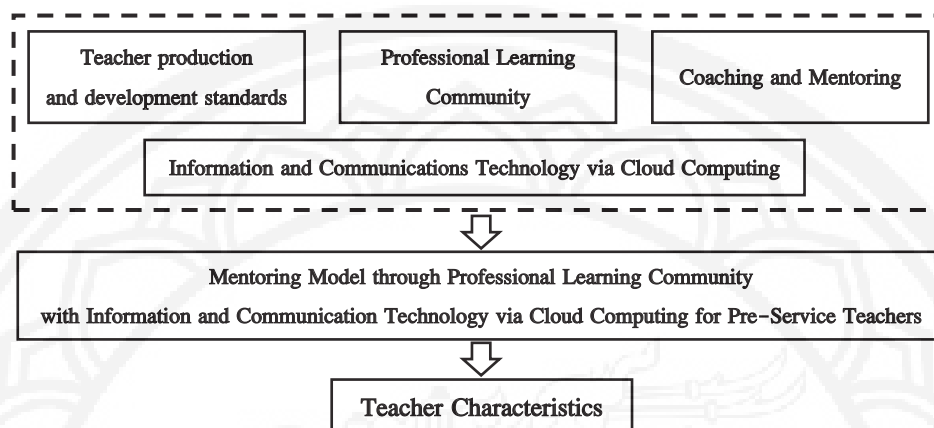 Teacher production
and development standards
Professional Learning
Community
Coaching and Mentoring
Information and Communications Technology via Cloud Computing
Mentoring Model through Professional Learning Community
with Information and Communication Technology via Cloud Computing for Pre-Service Teachers
Teacher Characteristics